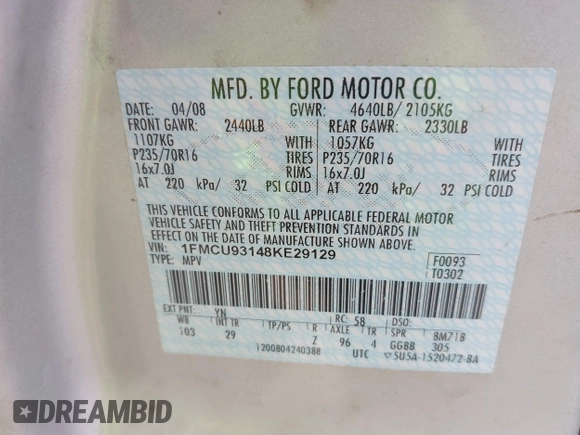 MFD. BY FORD MOTOR CO.
DATE: 04/08 GVWR: 4640LB/ 2105KG
FRONT GAWR: 2440LB REAR GAWR: 2330LB
1107KG WITH 1057KG WITH
P235/70R16 TIRES P235/70R16 TIRES
16x7.0J RIMS 16x7.0J RIMS
AT 220 kPa/ 32 PSI COLD AT 220 kPa/ 32 PSI COLD
THIS VEHICLE CONFORMS TO ALL APPLICABLE FEDERAL MOTOR
VEHICLE SAFETY AND THEFT PREVENTION STANDARDS IN
EFFECT ON THE DATE OF MANUFACTURE SHOWN ABOVE.
VIN: 1FMCU93148KE29129 F0093
TYPE: MPV T0302
EXT PNT: YN RC: 58 DSO:
WB INT TR TP/PS R AXLE TR SPR BM71B
103 29 Z 96 4 GGBB 305
1200804240388 UTC ▽5U5A-1520472-BA
DREAMBID